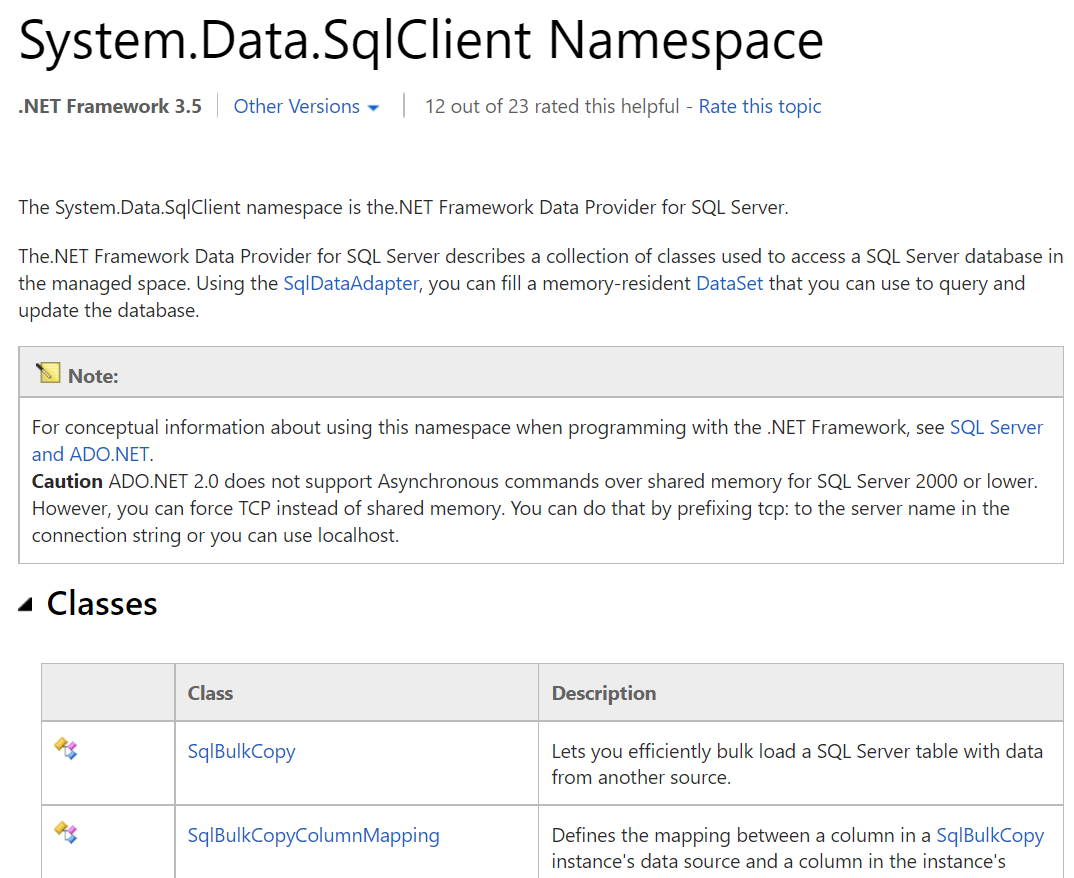 System.Data.SqlClient Namespace
.NET Framework 3.5 Other Versions 12 out of 23 rated this helpful - Rate this topic
The System.Data.SqlClient namespace is the.NET Framework Data Provider for SQL Server.
The.NET Framework Data Provider for SQL Server describes a collection of classes used to access a SQL Server database in
the managed space. Using the SqlDataAdapter, you can fill a memory-resident DataSet that you can use to query and
update the database.
Note:
For conceptual information about using this namespace when programming with the .NET Framework, see SQL Server
and ADO.NET.
Caution ADO.NET 2.0 does not support Asynchronous commands over shared memory for SQL Server 2000 or lower.
However, you can force TCP instead of shared memory. You can do that by prefixing tcp: to the server name in the
connection string or you can use localhost.
Classes
Class Description
SqlBulkCopy Lets you efficiently bulk load a SQL Server table with data
from another source.
SqlBulkCopyColumnMapping Defines the mapping between a column in a SqlBulkCopy
instance's data source and a column in the instance's